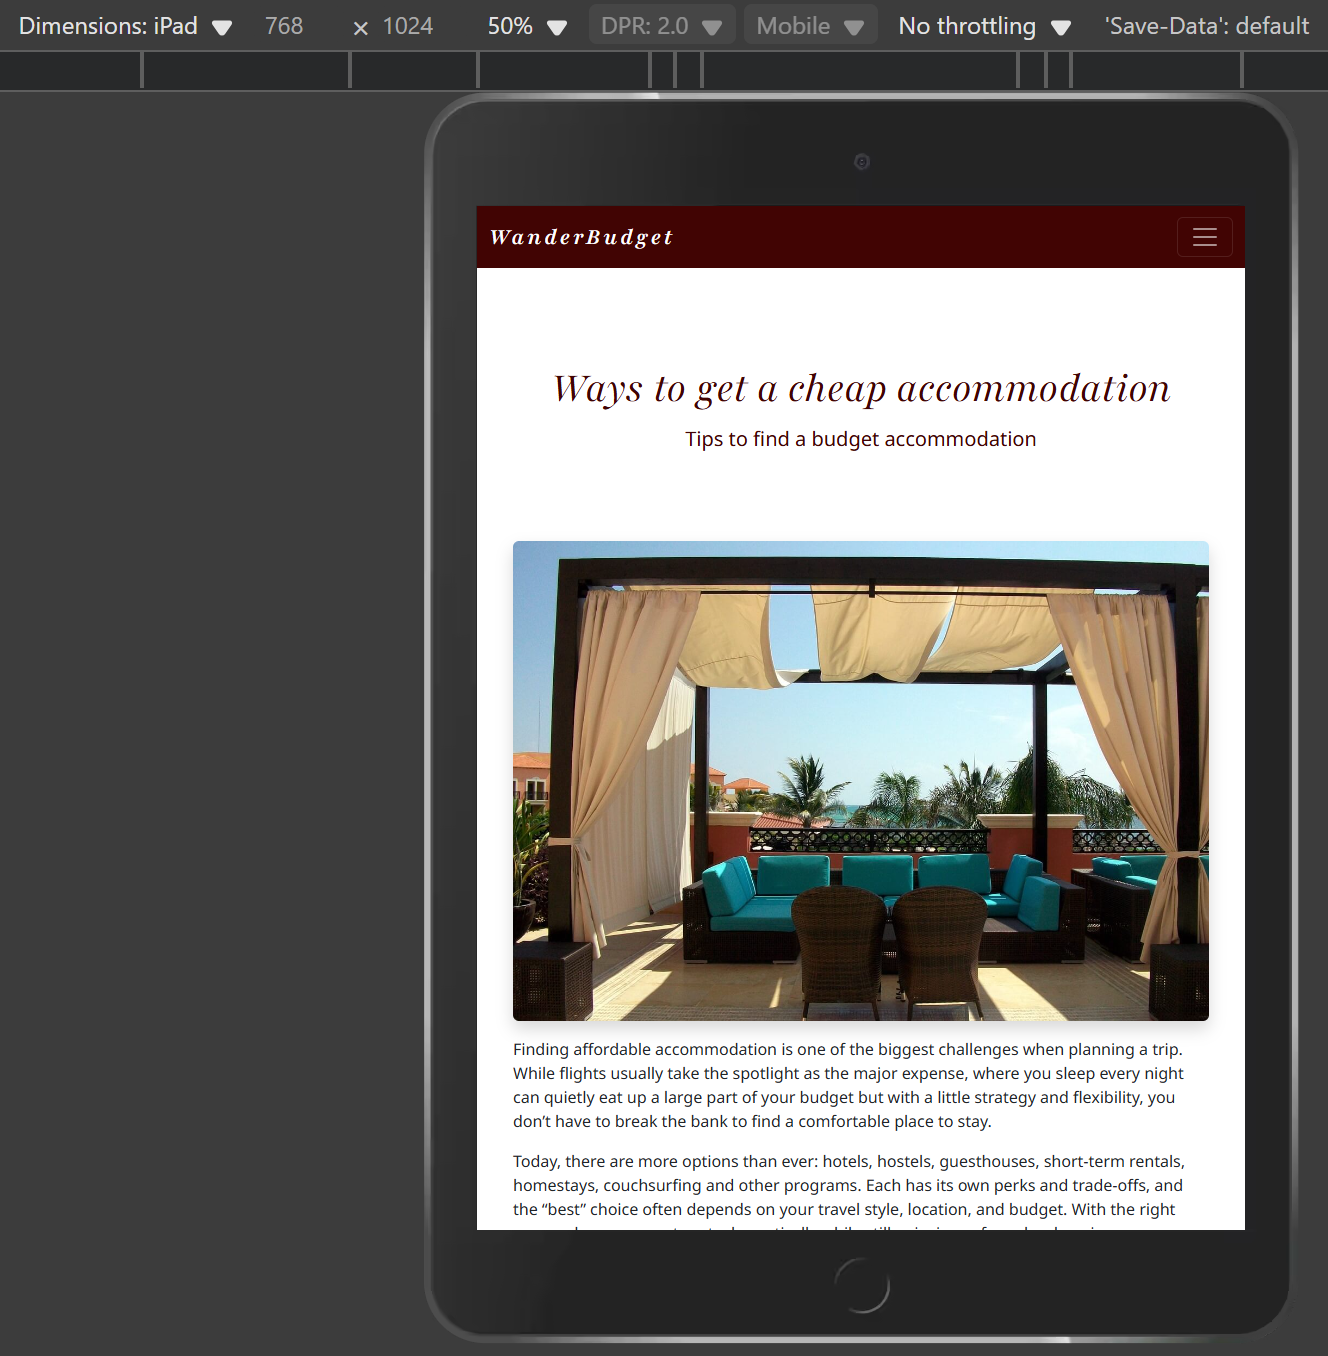 Dimensions: iPad 768 × 1024 50% DPR: 2.0 Mobile No throttling 'Save-Data': default
WanderBudget
Ways to get a cheap accommodation
Tips to find a budget accommodation
Finding affordable accommodation is one of the biggest challenges when planning a trip.
While flights usually take the spotlight as the major expense, where you sleep every night
can quietly eat up a large part of your budget but with a little strategy and flexibility, you
don’t have to break the bank to find a comfortable place to stay.
Today, there are more options than ever: hotels, hostels, guesthouses, short-term rentals,
homestays, couchsurfing and other programs. Each has its own perks and trade-offs, and
the “best” choice often depends on your travel style, location, and budget. With the right